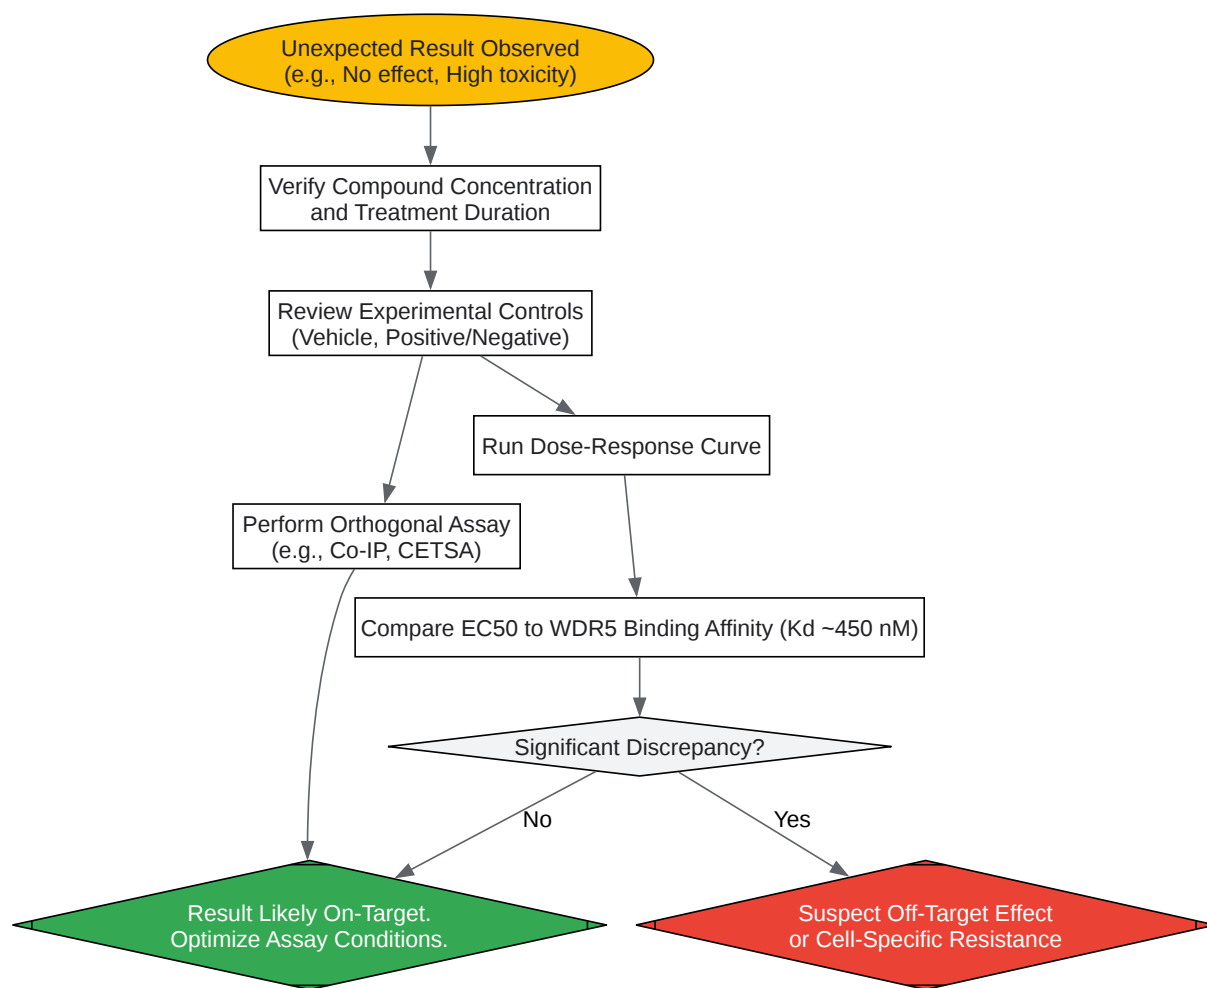 Unexpected Result Observed
(e.g., No effect, High toxicity)
Verify Compound Concentration
and Treatment Duration
Review Experimental Controls
(Vehicle, Positive/Negative)
Run Dose-Response Curve
Perform Orthogonal Assay
(e.g., Co-IP, CETSA)
Compare EC50 to WDR5 Binding Affinity (Kd ~450 nM)
Significant Discrepancy?
No
Yes
Result Likely On-Target.
Optimize Assay Conditions.
Suspect Off-Target Effect
or Cell-Specific Resistance